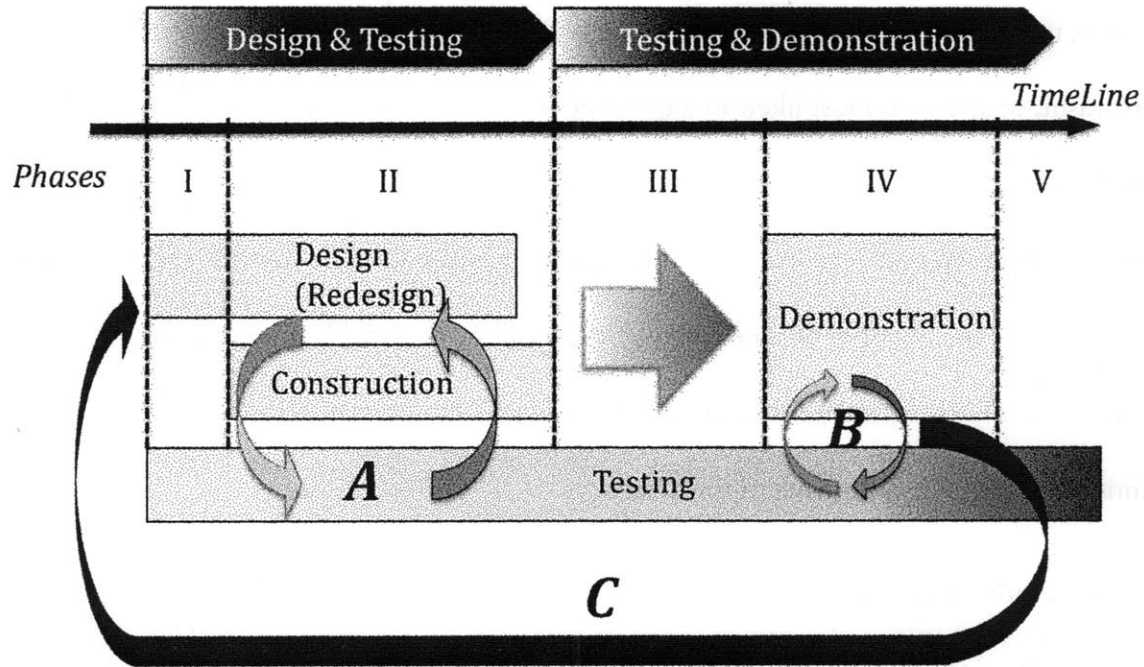 Design & Testing
Testing & Demonstration
TimeLine
Phases
I
II
III
IV
V
Design
(Redesign)
Demonstration
Construction
B
A
Testing
C